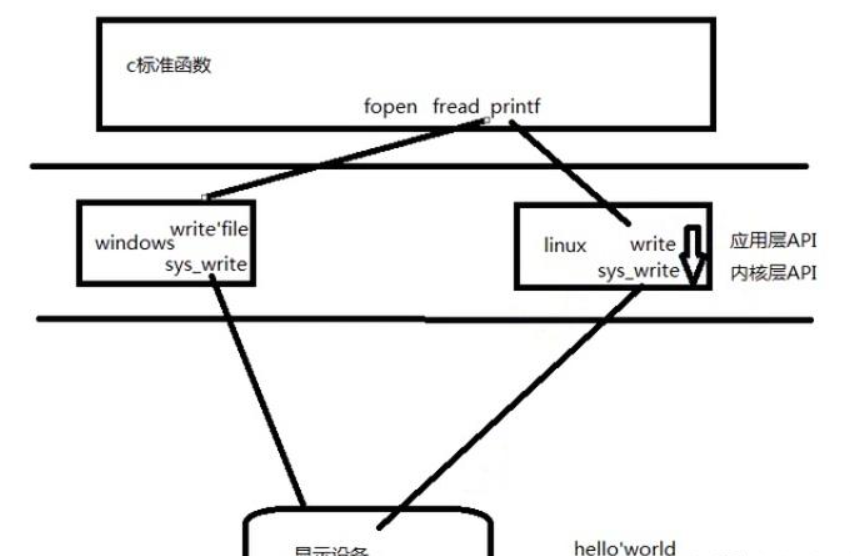 c标准函数
fopen fread printf
windows write'file
sys_write
linux write
sys_write
应用层API
内核层API
显示设备
hello'world